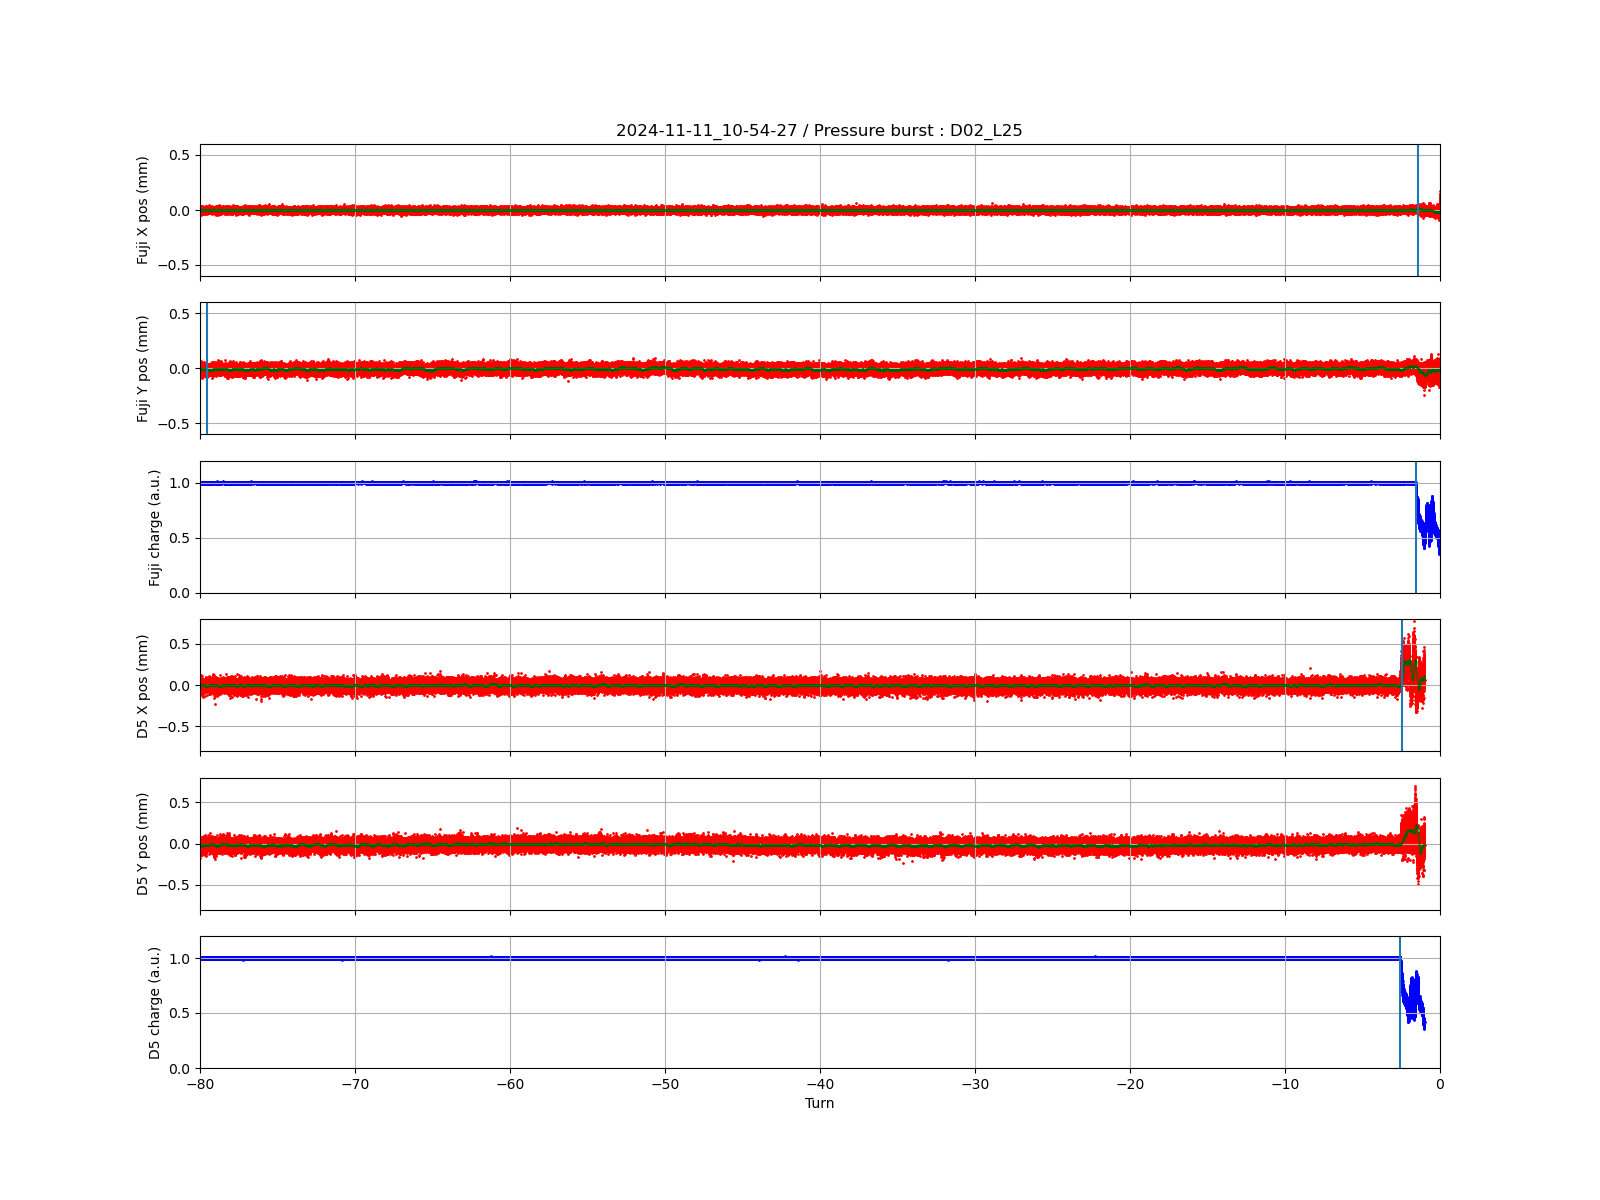 2024-11-11_10-54-27 / Pressure burst : D02_L25
Fuji X pos (mm)
0.5
0.0
−0.5
Fuji Y pos (mm)
0.5
0.0
−0.5
Fuji charge (a.u.)
1.0
0.5
0.0
D5 X pos (mm)
0.5
0.0
−0.5
D5 Y pos (mm)
0.5
0.0
−0.5
D5 charge (a.u.)
1.0
0.5
0.0
−80 −70 −60 −50 −40 −30 −20 −10 0
Turn